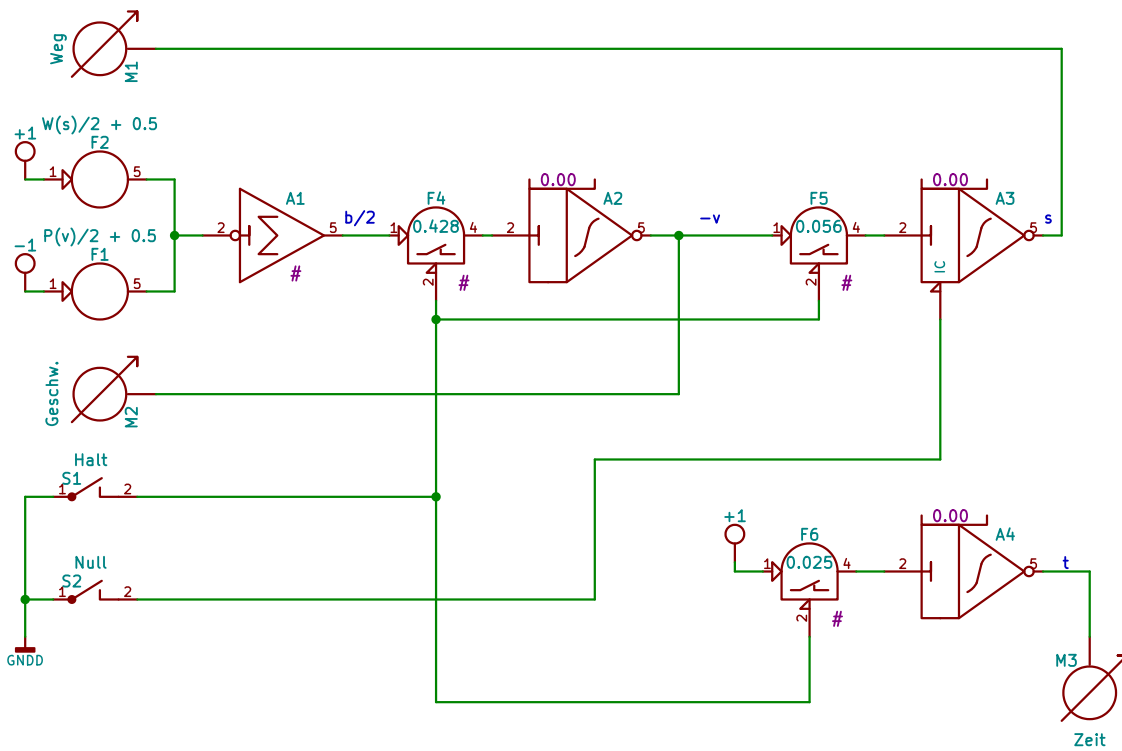 Weg
M1
+1
W(s)/2 + 0.5
F2
1
5
-1
P(v)/2 + 0.5
F1
1
5
2
A1
#
5
b/2
1
F4
0.428
4
2
#
2
0.00
A2
5
-v
1
F5
0.056
4
2
#
2
0.00
A3
IC
5
s
Geschw.
M2
Halt
S1
1
2
Null
S2
1
2
GNDD
+1
1
F6
0.025
4
2
#
2
0.00
A4
5
t
M3
Zeit